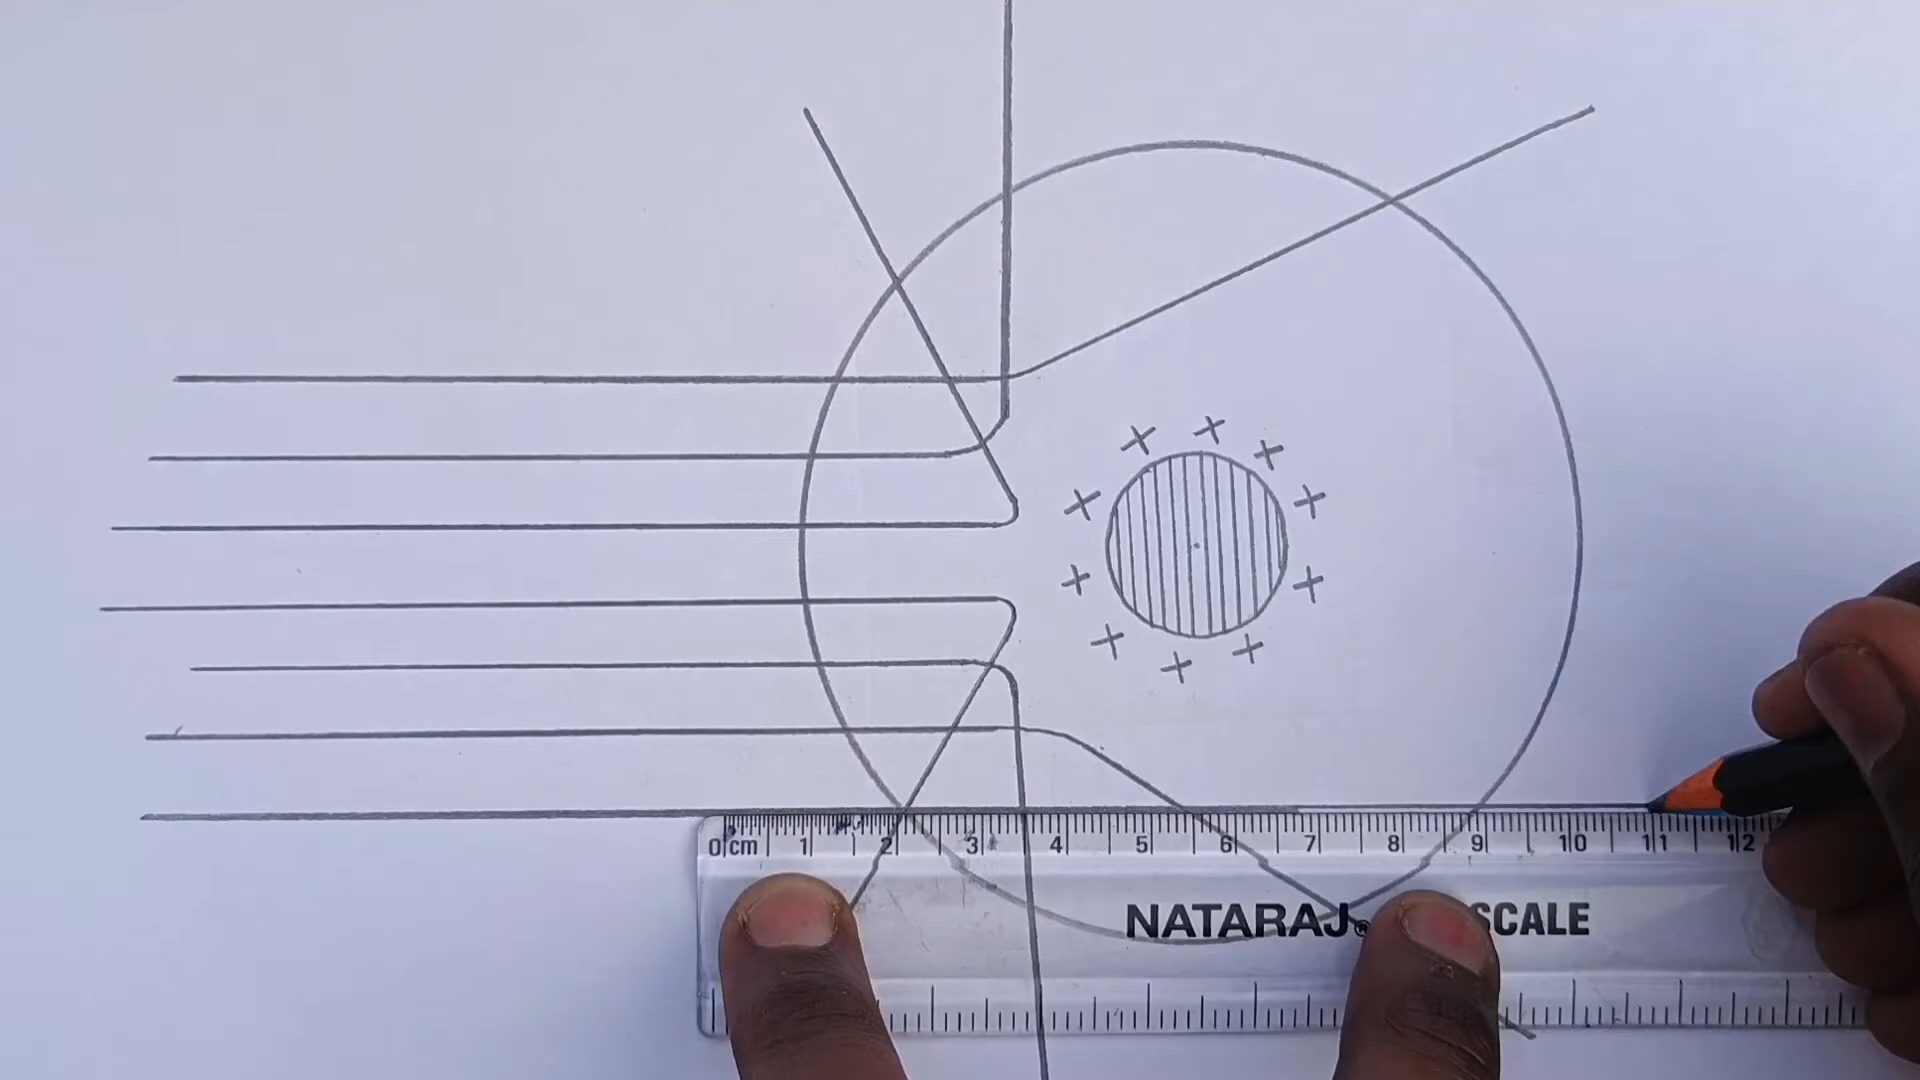 + + +
+ +
+ +
+ + +
0 cm 1 2 3 4 5 6 7 8 9 10 11 12
NATARAJ® SCALE